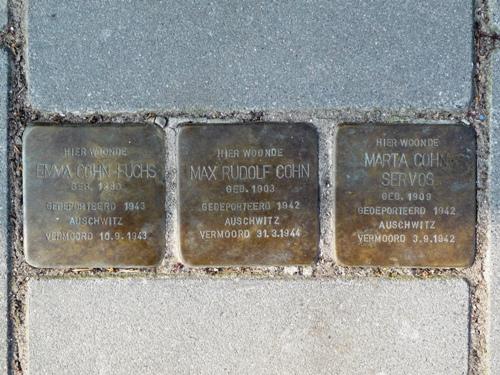 HIER WOONDE
EMMA COHN-FUCHS
GEB. 1880
GEDEPORTEERD 1943
AUSCHWITZ
VERMOORD 10.9.1943
HIER WOONDE
MAX RUDOLF COHN
GEB. 1903
GEDEPORTEERD 1942
AUSCHWITZ
VERMOORD 31.3.1944
HIER WOONDE
MARTA COHN-
SERVOS
GEB. 1909
GEDEPORTEERD 1942
AUSCHWITZ
VERMOORD 3.9.1942